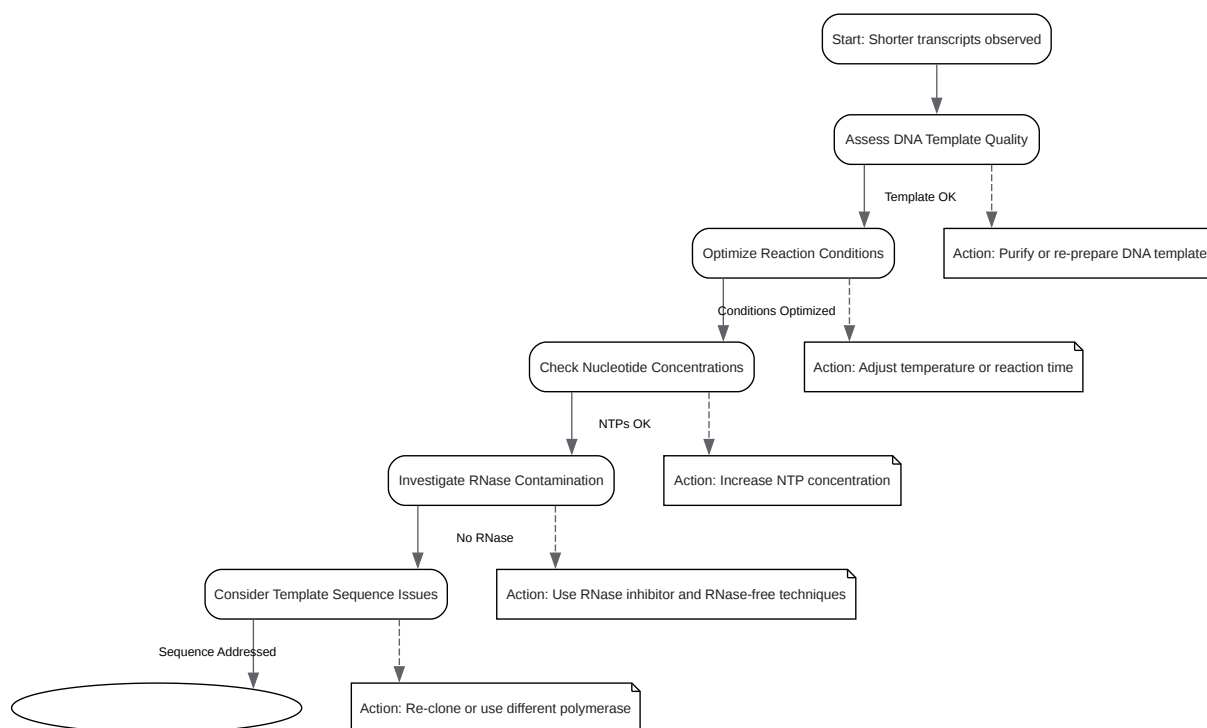 Start: Shorter transcripts observed
Assess DNA Template Quality
Template OK
Optimize Reaction Conditions
Action: Purify or re-prepare DNA template
Conditions Optimized
Check Nucleotide Concentrations
Action: Adjust temperature or reaction time
NTPs OK
Investigate RNase Contamination
Action: Increase NTP concentration
No RNase
Consider Template Sequence Issues
Action: Use RNase inhibitor and RNase-free techniques
Sequence Addressed
Action: Re-clone or use different polymerase